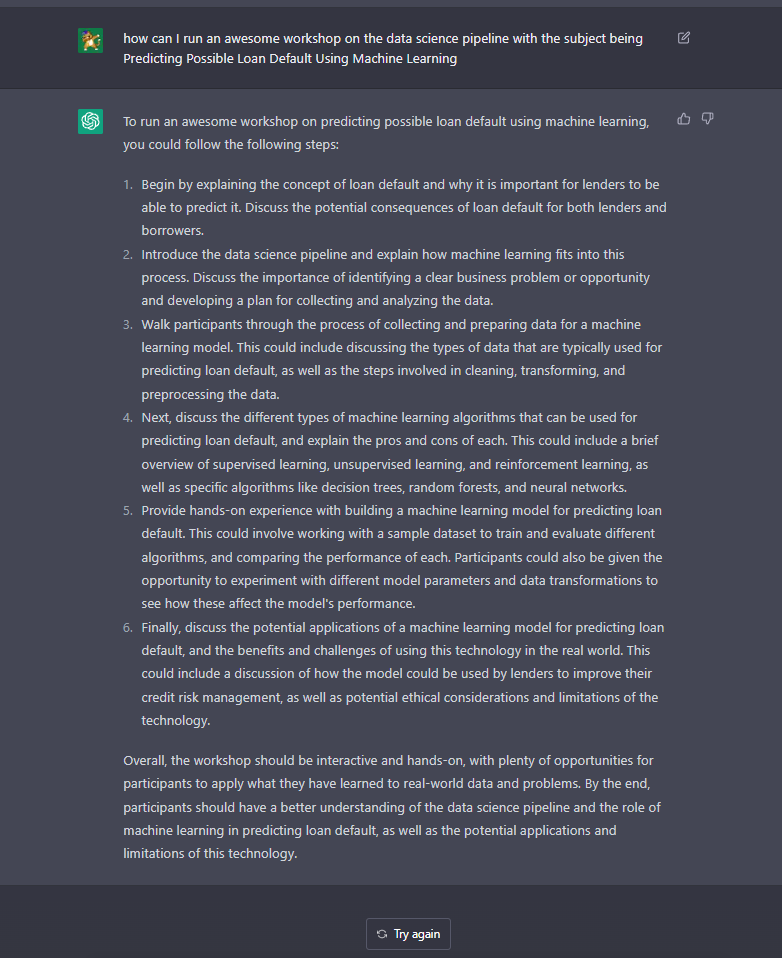 how can I run an awesome workshop on the data science pipeline with the subject being
Predicting Possible Loan Default Using Machine Learning
To run an awesome workshop on predicting possible loan default using machine learning,
you could follow the following steps:
1. Begin by explaining the concept of loan default and why it is important for lenders to be
able to predict it. Discuss the potential consequences of loan default for both lenders and
borrowers.
2. Introduce the data science pipeline and explain how machine learning fits into this
process. Discuss the importance of identifying a clear business problem or opportunity
and developing a plan for collecting and analyzing the data.
3. Walk participants through the process of collecting and preparing data for a machine
learning model. This could include discussing the types of data that are typically used for
predicting loan default, as well as the steps involved in cleaning, transforming, and
preprocessing the data.
4. Next, discuss the different types of machine learning algorithms that can be used for
predicting loan default, and explain the pros and cons of each. This could include a brief
overview of supervised learning, unsupervised learning, and reinforcement learning, as
well as specific algorithms like decision trees, random forests, and neural networks.
5. Provide hands-on experience with building a machine learning model for predicting loan
default. This could involve working with a sample dataset to train and evaluate different
algorithms, and comparing the performance of each. Participants could also be given the
opportunity to experiment with different model parameters and data transformations to
see how these affect the model's performance.
6. Finally, discuss the potential applications of a machine learning model for predicting loan
default, and the benefits and challenges of using this technology in the real world. This
could include a discussion of how the model could be used by lenders to improve their
credit risk management, as well as potential ethical considerations and limitations of the
technology.
Overall, the workshop should be interactive and hands-on, with plenty of opportunities for
participants to apply what they have learned to real-world data and problems. By the end,
participants should have a better understanding of the data science pipeline and the role of
machine learning in predicting loan default, as well as the potential applications and
limitations of this technology.
Try again